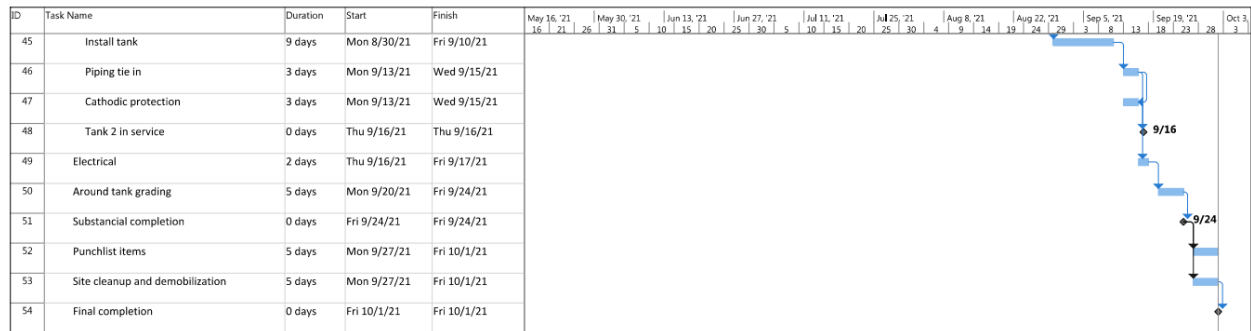 ID Task Name Duration Start Finish May 16, '21 May 30, '21 Jun 13, '21 Jun 27, '21 Jul 11, '21 Jul 25, '21 Aug 8, '21 Aug 22, '21 Sep 5, '21 Sep 19, '21 Oct 3,
16 21 26 31 5 10 15 20 25 30 5 10 15 20 25 30 4 9 14 19 24 29 3 8 13 18 23 28 3
45 Install tank 9 days Mon 8/30/21 Fri 9/10/21
46 Piping tie in 3 days Mon 9/13/21 Wed 9/15/21
47 Cathodic protection 3 days Mon 9/13/21 Wed 9/15/21
48 Tank 2 in service 0 days Thu 9/16/21 Thu 9/16/21 9/16
49 Electrical 2 days Thu 9/16/21 Fri 9/17/21
50 Around tank grading 5 days Mon 9/20/21 Fri 9/24/21
51 Substancial completion 0 days Fri 9/24/21 Fri 9/24/21 9/24
52 Punchlist items 5 days Mon 9/27/21 Fri 10/1/21
53 Site cleanup and demobilization 5 days Mon 9/27/21 Fri 10/1/21
54 Final completion 0 days Fri 10/1/21 Fri 10/1/21